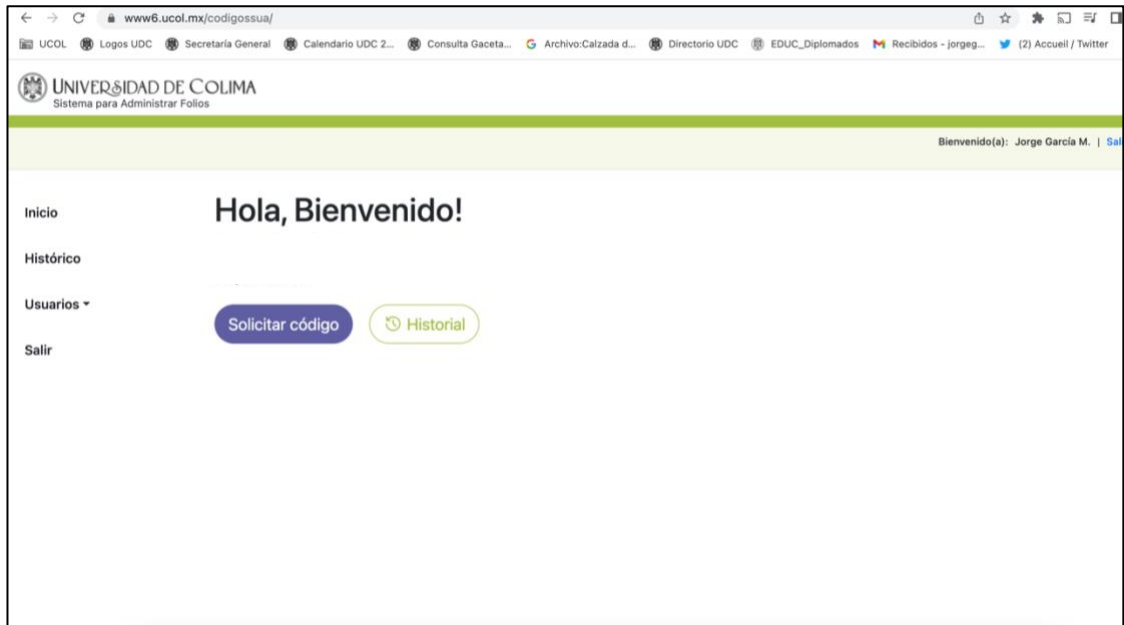 www6.ucol.mx/codigossua/
UCOL Logos UDC Secretaría General Calendario UDC 2... Consulta Gaceta... Archivo:Calzada d... Directorio UDC EDUC_Diplomados Recibidos - jorgeg... (2) Accueil / Twitter
UNIVERSIDAD DE COLIMA
Sistema para Administrar Folios
Bienvenido(a): Jorge García M. | Sal
Inicio
Hola, Bienvenido!
Histórico
Usuarios
Solicitar código Historial
Salir